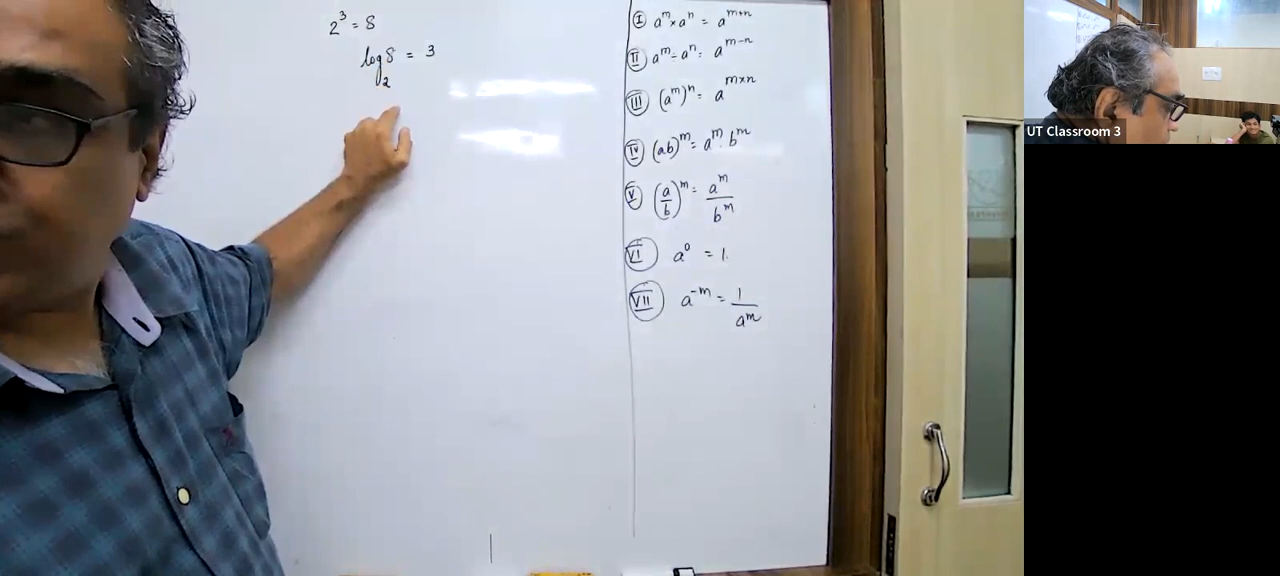 2³ = 8
log₂8 = 3
I aᵐ × aⁿ = aᵐ⁺ⁿ
II aᵐ ÷ aⁿ = aᵐ⁻ⁿ
III (aᵐ)ⁿ = aᵐˣⁿ
IV (ab)ᵐ = aᵐ · bᵐ
V (a/b)ᵐ = aᵐ/bᵐ
VI a⁰ = 1.
VII a⁻ᵐ = 1/aᵐ
UT Classroom 3